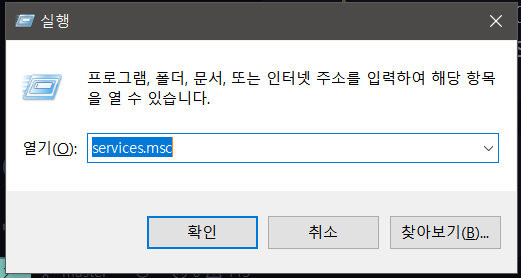 실행
프로그램, 폴더, 문서, 또는 인터넷 주소를 입력하여 해당 항목
을 열 수 있습니다.
열기(O): services.msc
확인 취소 찾아보기(B)...
master